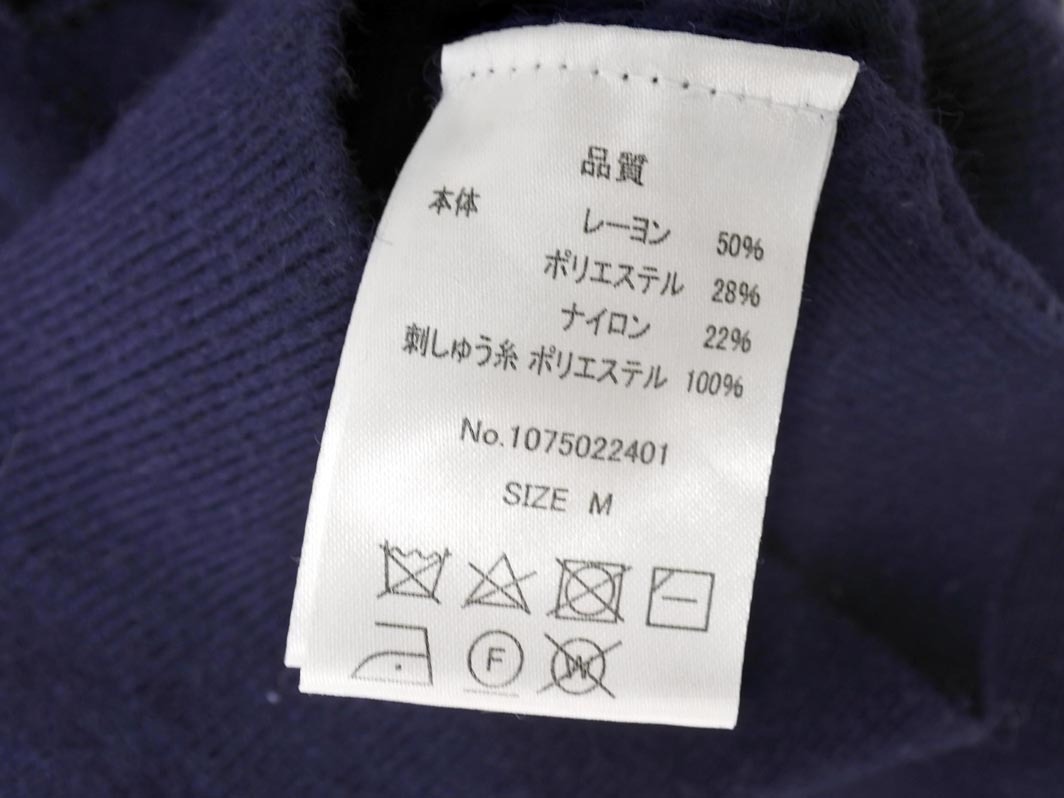 品質
本体 レーヨン 50%
ポリエステル 28%
ナイロン 22%
刺しゅう糸 ポリエステル 100%
No.1075022401
SIZE M
F W